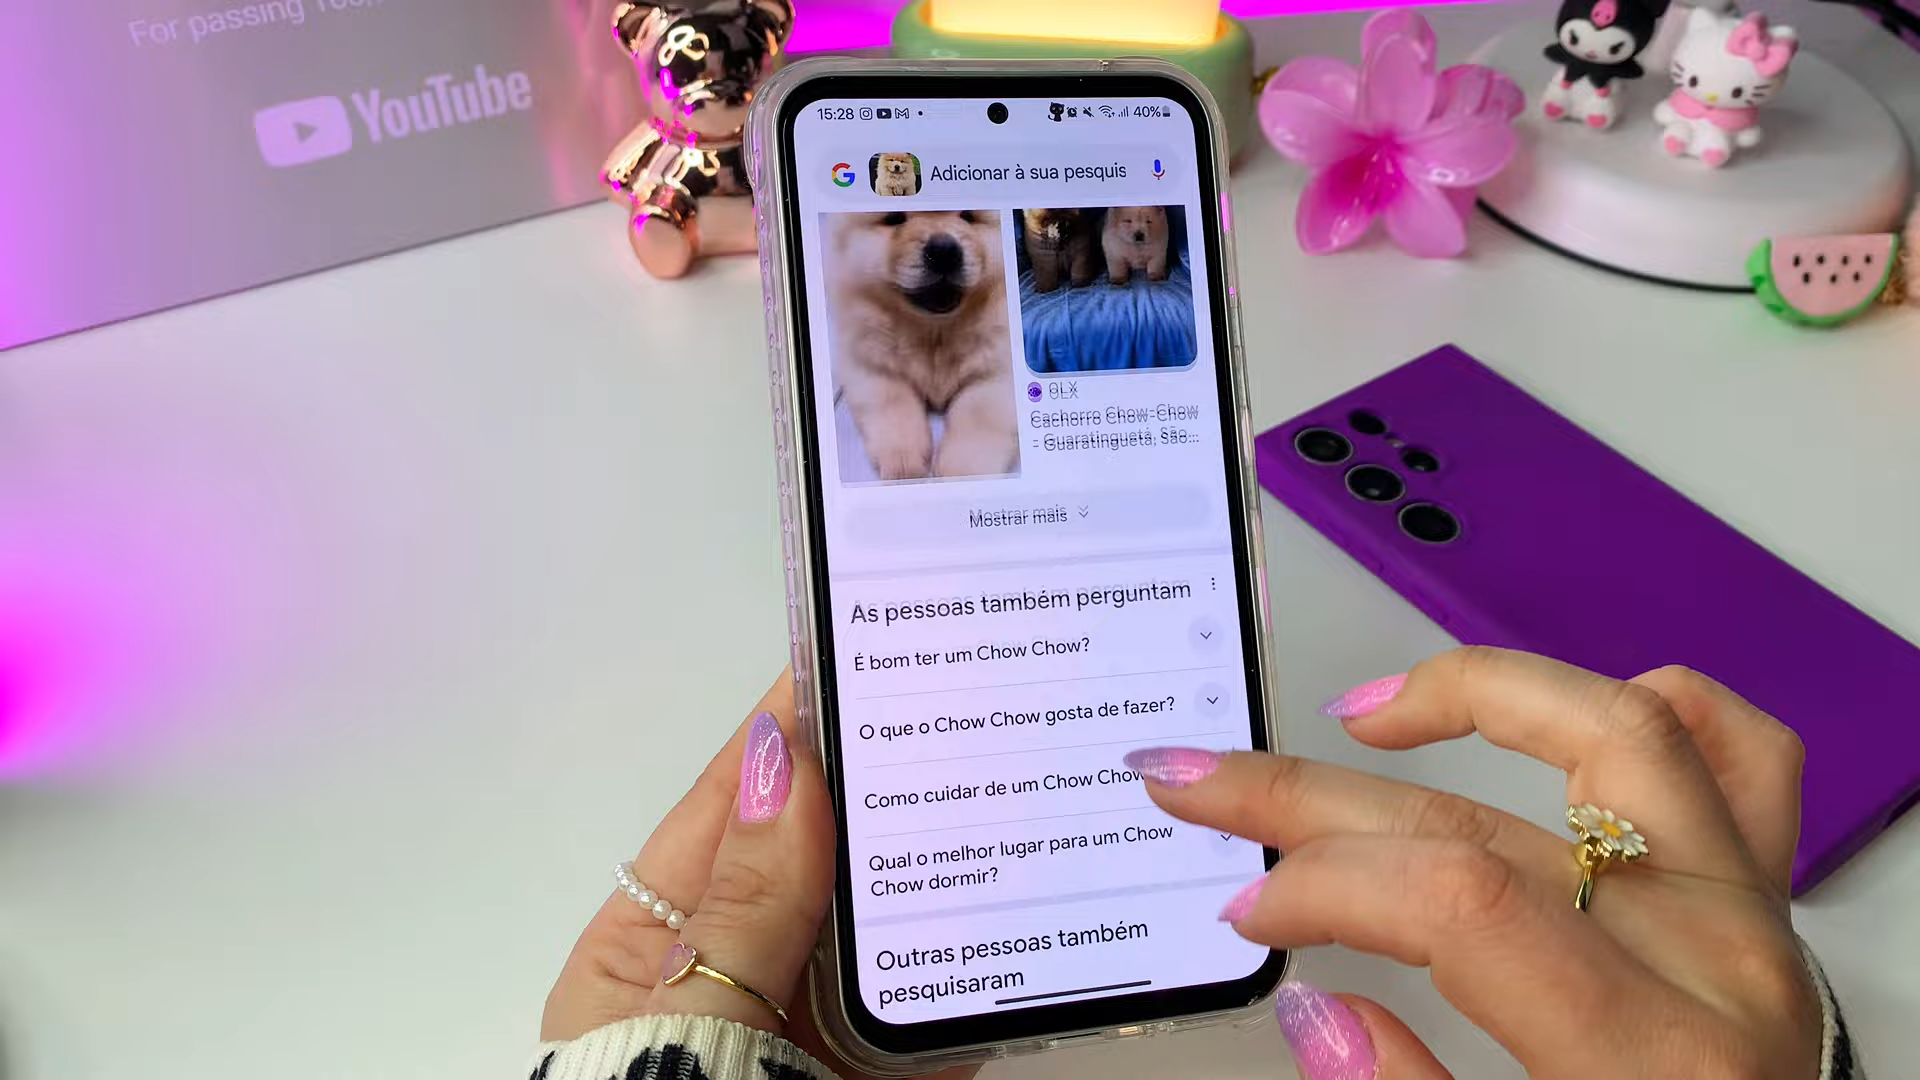 For passing
YouTube
15:28
40%
Adicionar à sua pesquis
OLX
Cachorro Chow-Chow
- Guaratinguetá, São...
Mostrar mais
As pessoas também perguntam
É bom ter um Chow Chow?
O que o Chow Chow gosta de fazer?
Como cuidar de um Chow Chow
Qual o melhor lugar para um Chow
Chow dormir?
Outras pessoas também
pesquisaram